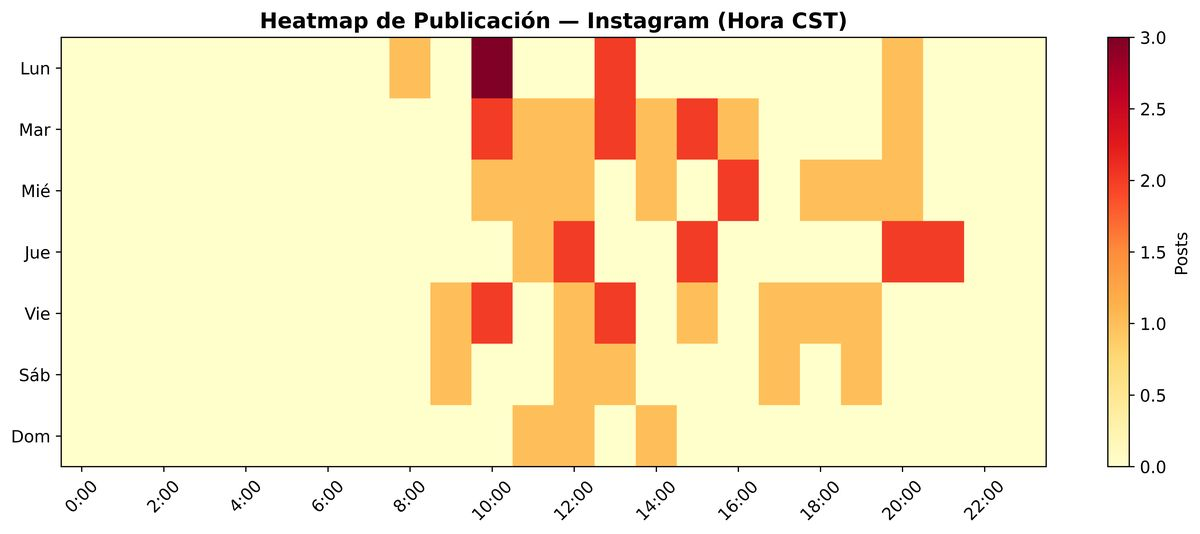 Heatmap de Publicación — Instagram (Hora CST)
Lun
Mar
Mié
Jue
Vie
Sáb
Dom
0:00
2:00
4:00
6:00
8:00
10:00
12:00
14:00
16:00
18:00
20:00
22:00
3.0
2.5
2.0
1.5
1.0
0.5
0.0
Posts